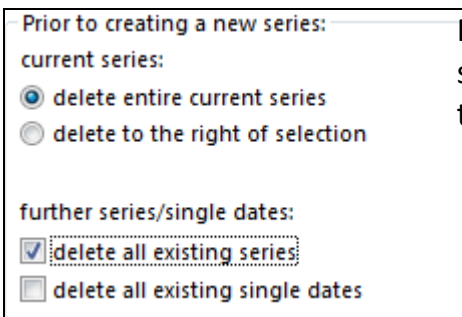 Prior to creating a new series:
current series:
delete entire current series
delete to the right of selection
further series/single dates:
delete all existing series
delete all existing single dates